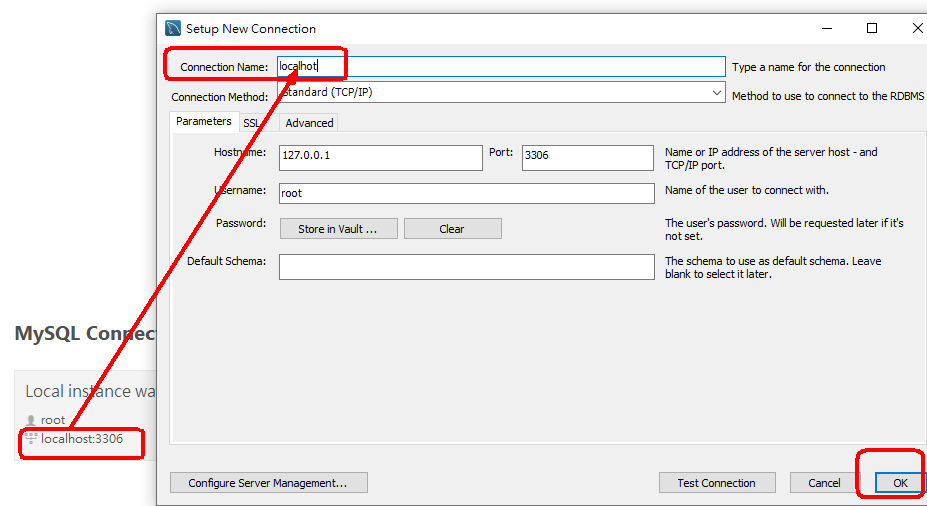 Setup New Connection
Connection Name: localhot Type a name for the connection
Connection Method: Standard (TCP/IP) Method to use to connect to the RDBMS
Parameters SSL Advanced
Hostname: 127.0.0.1 Port: 3306 Name or IP address of the server host - and
TCP/IP port.
Username: root Name of the user to connect with.
Password: Store in Vault ... Clear The user's password. Will be requested later if it's
not set.
Default Schema: The schema to use as default schema. Leave
blank to select it later.
MySQL Connec
Local instance wa
root
localhost:3306
Configure Server Management... Test Connection Cancel OK